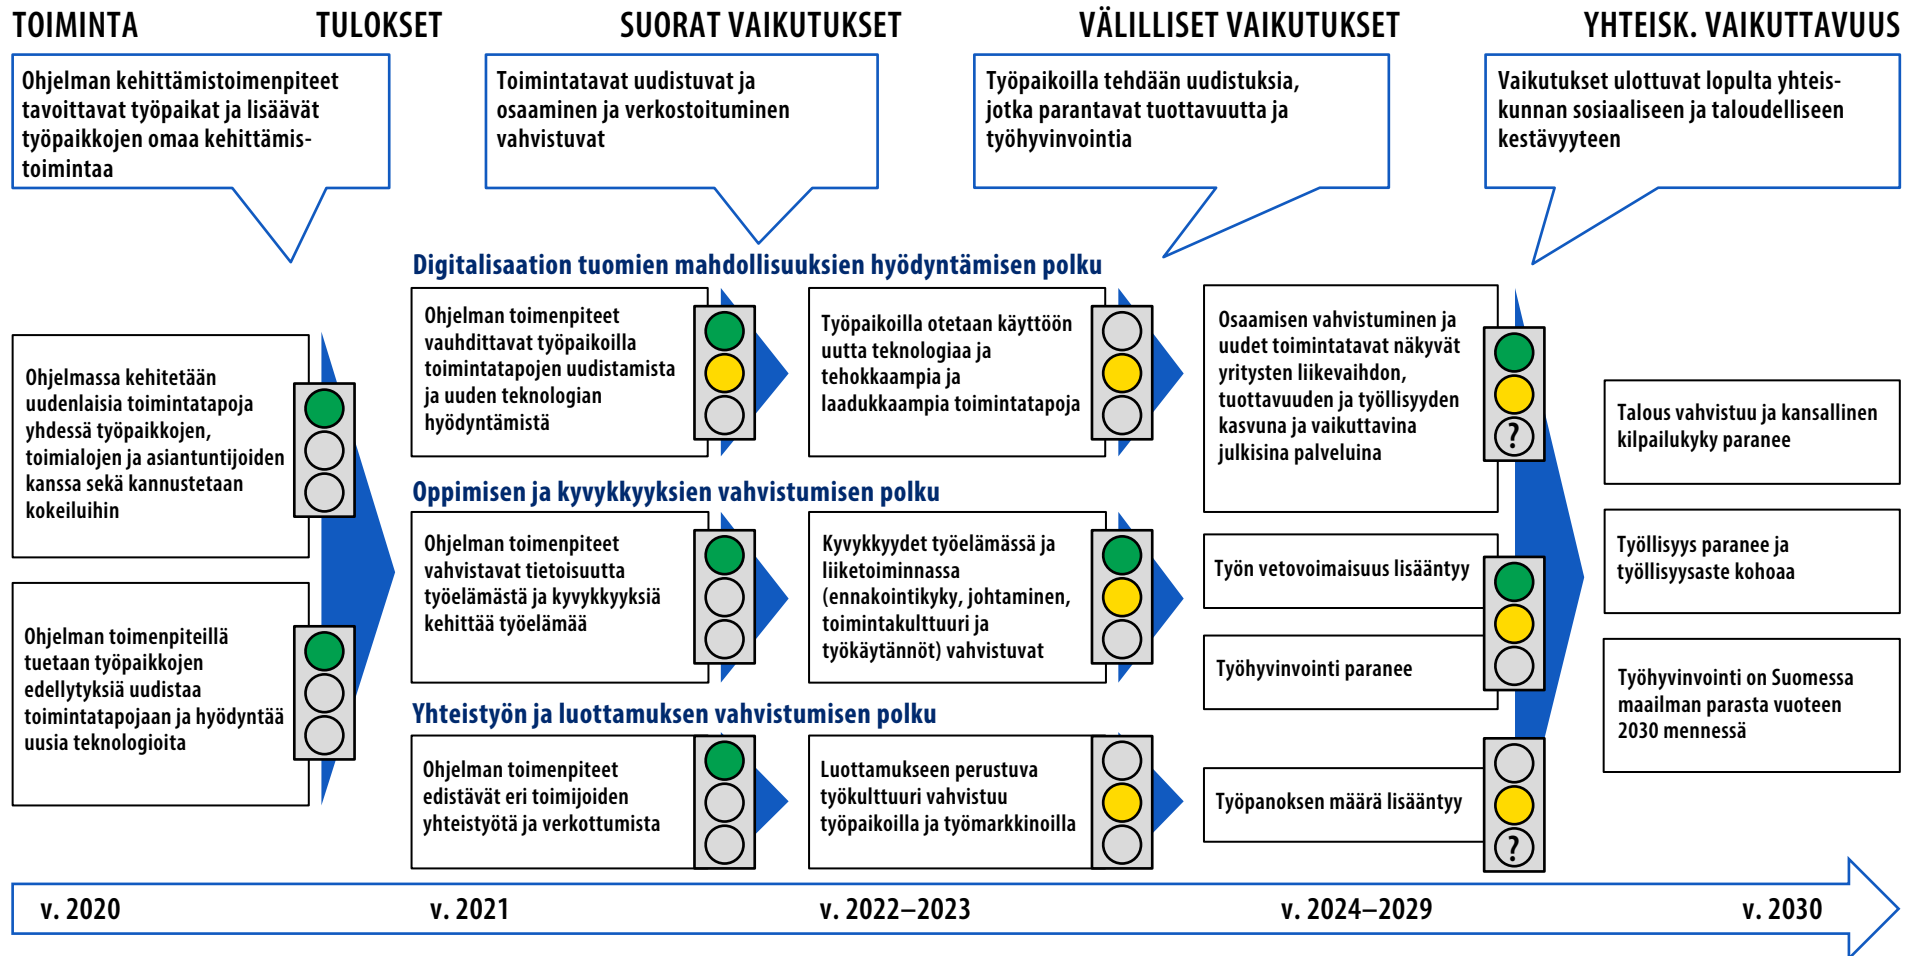 TOIMINTA
TULOKSET
SUORAT VAIKUTUKSET
VÄLILLISET VAIKUTUKSET
YHTEISK. VAIKUTTAVUUS
Ohjelman kehittämistoimenpiteet
tavoittavat työpaikat ja lisäävät
työpaikkojen omaa kehittämis-
toimintaa
Toimintatavat uudistuvat ja
osaaminen ja verkostoituminen
vahvistuvat
Työpaikoilla tehdään uudistuksia,
jotka parantavat tuottavuutta ja
työhyvinvointia
Vaikutukset ulottuvat lopulta yhteis-
kunnan sosiaaliseen ja taloudelliseen
kestävyyteen
Ohjelmassa kehitetään
uudenlaisia toimintatapoja
yhdessä työpaikkojen,
toimialojen ja asiantuntijoiden
kanssa sekä kannustetaan
kokeiluihin
Ohjelman toimenpiteillä
tuetaan työpaikkojen
edellytyksiä uudistaa
toimintatapojaan ja hyödyntää
uusia teknologioita
Digitalisaation tuomien mahdollisuuksien hyödyntämisen polku
Ohjelman toimenpiteet
vauhdittavat työpaikoilla
toimintatapojen uudistamista
ja uuden teknologian
hyödyntämistä
Työpaikoilla otetaan käyttöön
uutta teknologiaa ja
tehokkaampia ja
laadukkaampia toimintatapoja
Osaamisen vahvistuminen ja
uudet toimintatavat näkyvät
yritysten liikevaihdon,
tuottavuuden ja työllisyyden
kasvuna ja vaikuttavina
julkisina palveluina
?
Oppimisen ja kyvykkyyksien vahvistumisen polku
Ohjelman toimenpiteet
vahvistavat tietoisuutta
työelämästä ja kyvykkyyksiä
kehittää työelämää
Kyvykkyydet työelämässä ja
liiketoiminnassa
(ennakointikyky, johtaminen,
toimintakulttuuri ja
työkäytännöt) vahvistuvat
Työn vetovoimaisuus lisääntyy
Työhyvinvointi paranee
Yhteistyön ja luottamuksen vahvistumisen polku
Ohjelman toimenpiteet
edistävät eri toimijoiden
yhteistyötä ja verkottumista
Luottamukseen perustuva
työkulttuuri vahvistuu
työpaikoilla ja työmarkkinoilla
Työpanoksen määrä lisääntyy
?
Talous vahvistuu ja kansallinen
kilpailukyky paranee
Työllisyys paranee ja
työllisyysaste kohoaa
Työhyvinvointi on Suomessa
maailman parasta vuoteen
2030 mennessä
v. 2020
v. 2021
v. 2022–2023
v. 2024–2029
v. 2030